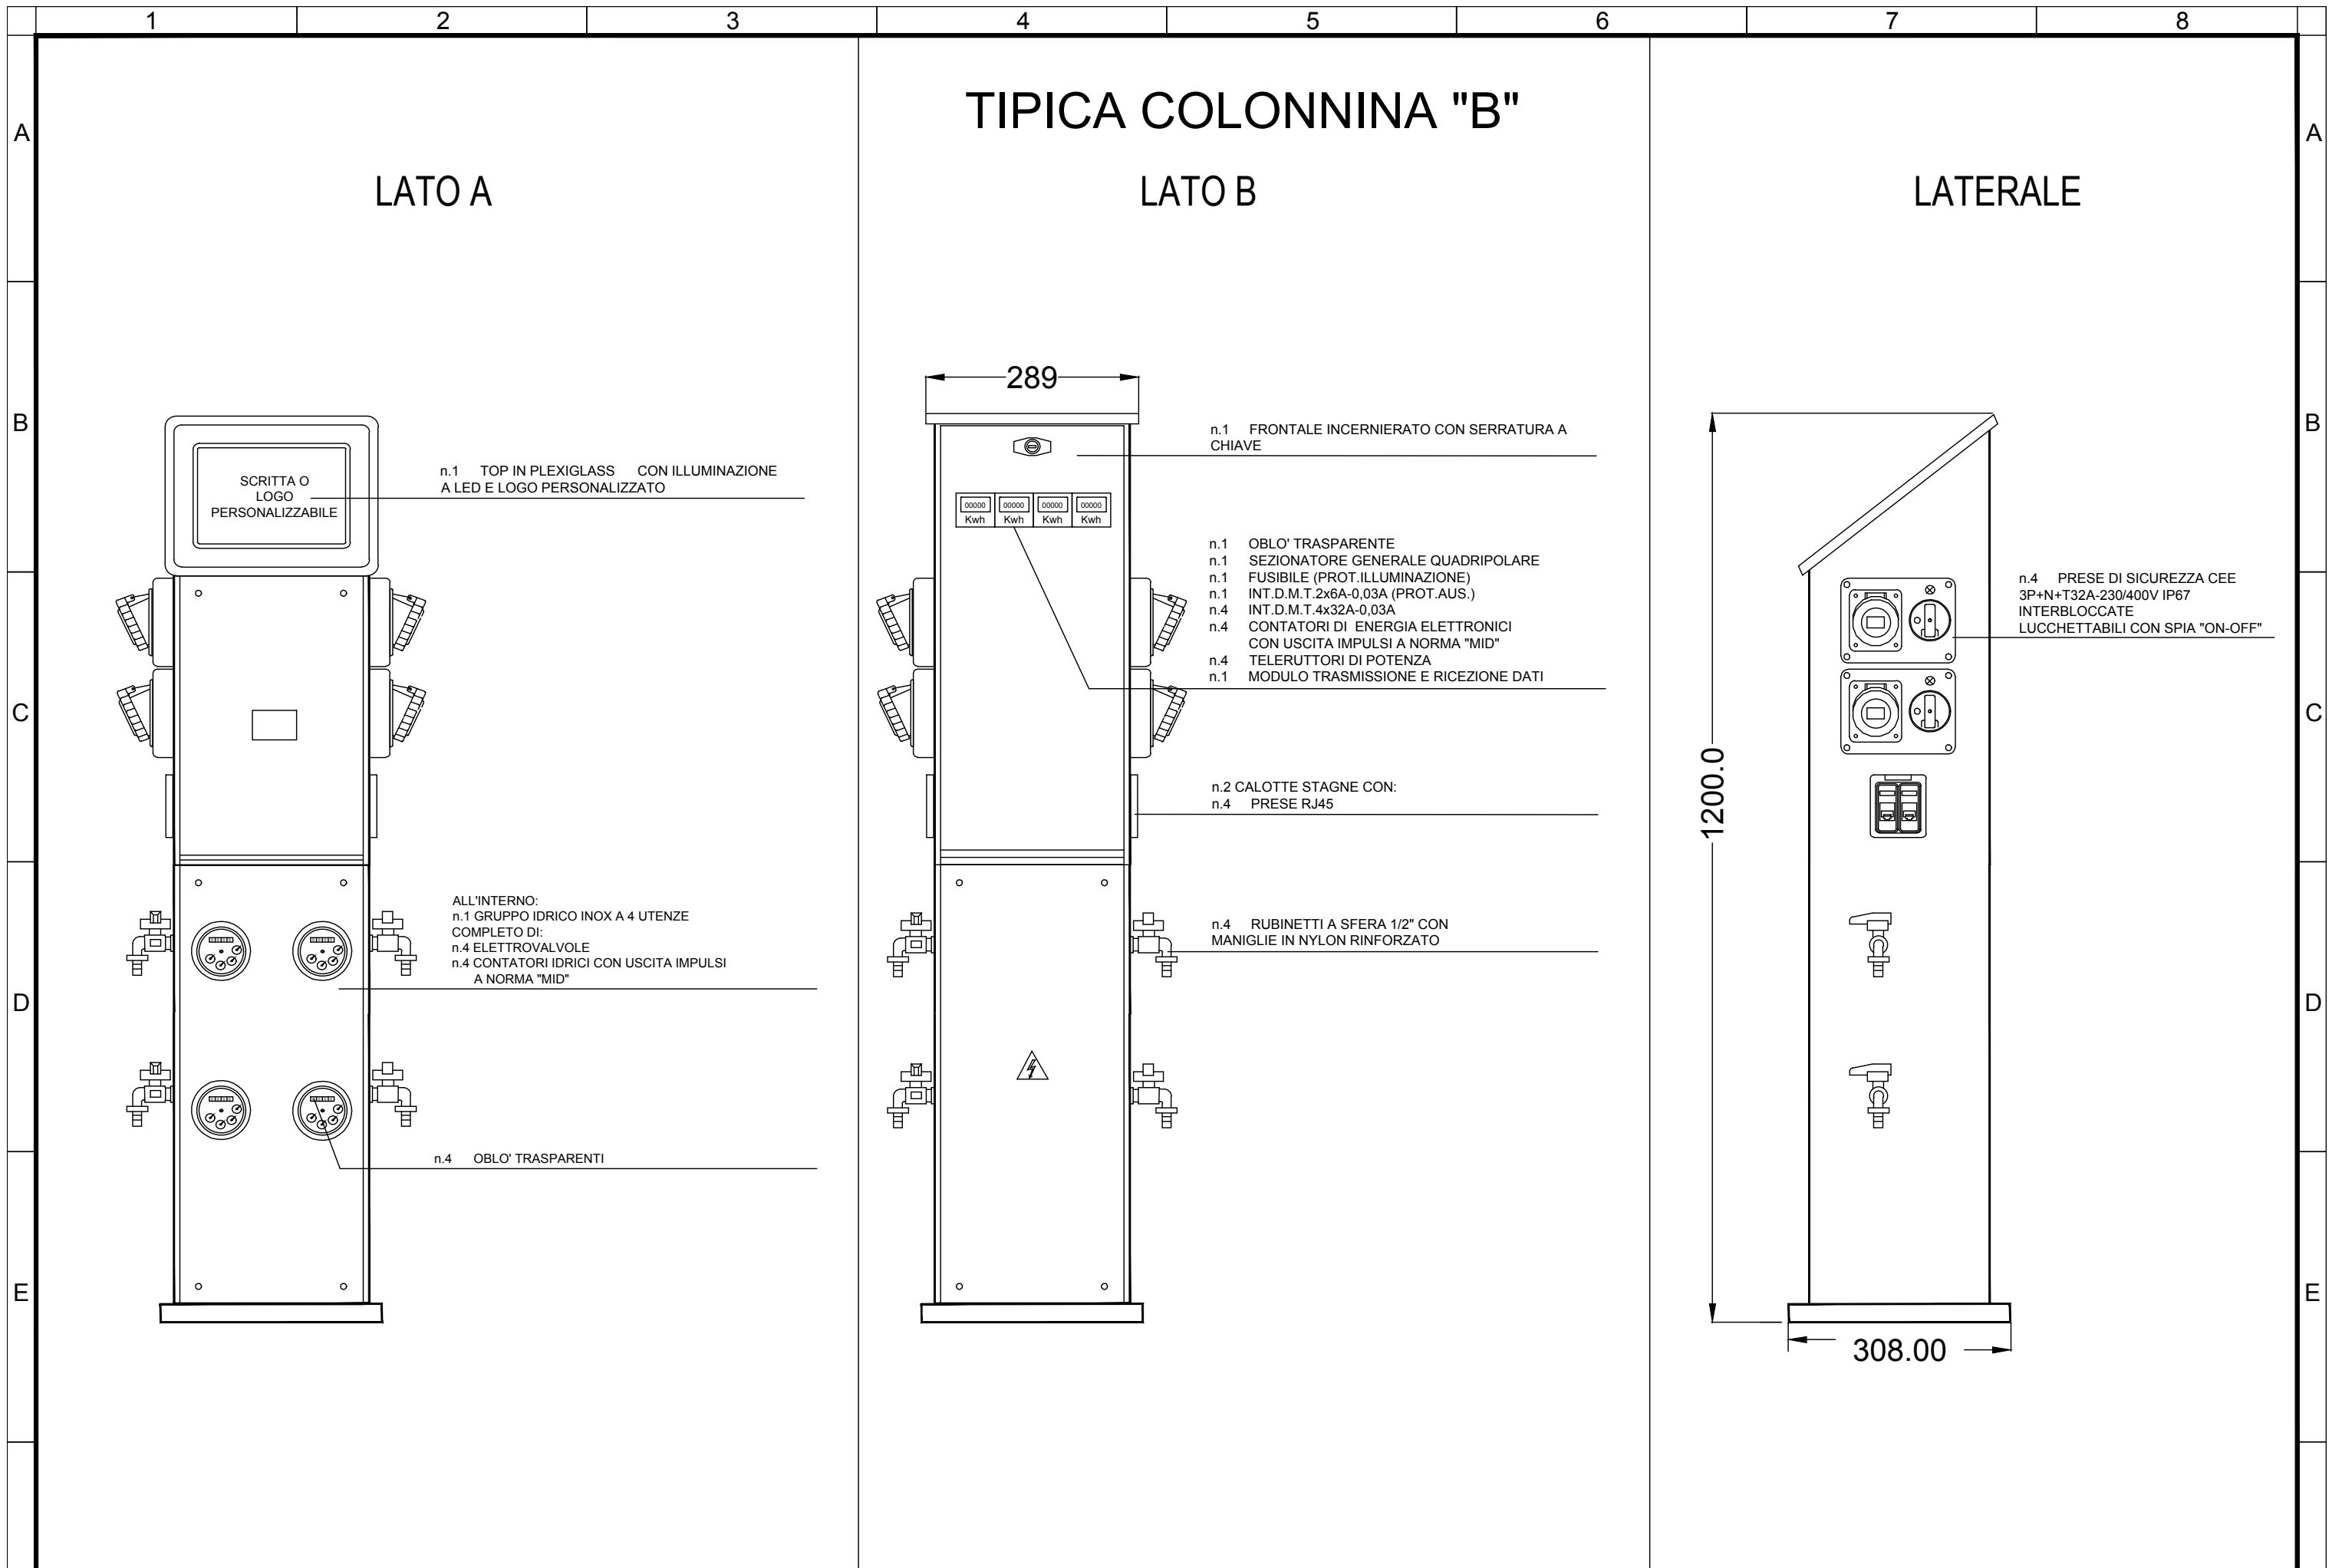 1 2 3 4 5 6 7 8
TIPICA COLONNINA "B"
A A
LATO A
LATO B
LATERALE
B B
C C
D D
E E
SCRITTA O
LOGO
PERSONALIZZABILE
n.1 TOP IN PLEXIGLASS CON ILLUMINAZIONE
A LED E LOGO PERSONALIZZATO
ALL'INTERNO:
n.1 GRUPPO IDRICO INOX A 4 UTENZE
COMPLETO DI:
n.4 ELETTROVALVOLE
n.4 CONTATORI IDRICI CON USCITA IMPULSI
A NORMA "MID"
n.4 OBLO' TRASPARENTI
289
00000 00000 00000 00000
Kwh Kwh Kwh Kwh
n.1 FRONTALE INCERNIERATO CON SERRATURA A
CHIAVE
n.1 OBLO' TRASPARENTE
n.1 SEZIONATORE GENERALE QUADRIPOLARE
n.1 FUSIBILE (PROT.ILLUMINAZIONE)
n.1 INT.D.M.T.2x6A-0,03A (PROT.AUS.)
n.4 INT.D.M.T.4x32A-0,03A
n.4 CONTATORI DI ENERGIA ELETTRONICI
CON USCITA IMPULSI A NORMA "MID"
n.4 TELERUTTORI DI POTENZA
n.1 MODULO TRASMISSIONE E RICEZIONE DATI
n.2 CALOTTE STAGNE CON:
n.4 PRESE RJ45
n.4 RUBINETTI A SFERA 1/2" CON
MANIGLIE IN NYLON RINFORZATO
n.4 PRESE DI SICUREZZA CEE
3P+N+T32A-230/400V IP67
INTERBLOCCATE
LUCCHETTABILI CON SPIA "ON-OFF"
1200.0
308.00